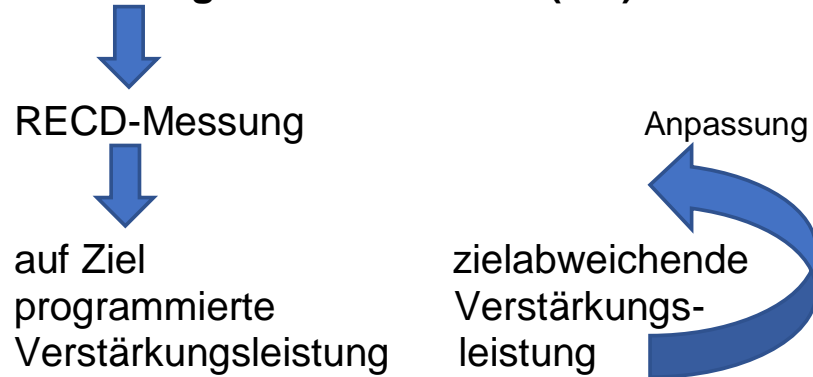 RECD-Messung
Anpassung
auf Ziel
programmierte
Verstärkungsleistung
zielabweichende
Verstärkungs-
leistung